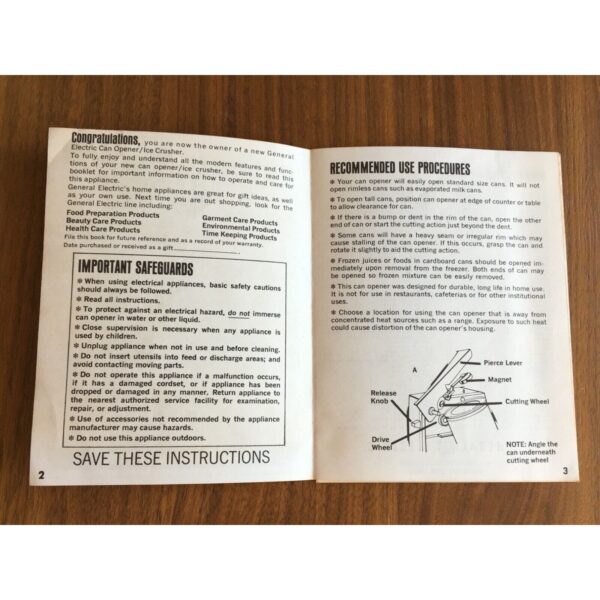 Congratulations, you are now the owner of a new General
Electric Can Opener/Ice Crusher.
To fully enjoy and understand all the modern features and func-
tions of your new can opener/ice crusher, be sure to read this
booklet for important information on how to operate and care for
this appliance.
General Electric's home appliances are great for gift ideas, as well
as your own use. Next time you are out shopping, look for the
General Electric line including:
Food Preparation Products
Beauty Care Products
Health Care Products
Garment Care Products
Environmental Products
Time Keeping Products
File this book for future reference and as a record of your warranty.
Date purchased or received as a gift
IMPORTANT SAFEGUARDS
✻ When using electrical appliances, basic safety cautions
should always be followed.
✻ Read all instructions.
✻ To protect against an electrical hazard, do not immerse
can opener in water or other liquid.
✻ Close supervision is necessary when any appliance is
used by children.
✻ Unplug appliance when not in use and before cleaning.
✻ Do not insert utensils into feed or discharge areas; and
avoid contacting moving parts.
✻ Do not operate this appliance if a malfunction occurs,
if it has a damaged cordset, or if appliance has been
dropped or damaged in any manner. Return appliance to
the nearest authorized service facility for examination,
repair, or adjustment.
✻ Use of accessories not recommended by the appliance
manufacturer may cause hazards.
✻ Do not use this appliance outdoors.
SAVE THESE INSTRUCTIONS
2
RECOMMENDED USE PROCEDURES
✻ Your can opener will easily open standard size cans. It will not
open rimless cans such as evaporated milk cans.
✻ To open tall cans, position can opener at edge of counter or table
to allow clearance for can.
✻ If there is a bump or dent in the rim of the can, open the other
end of can or start the cutting action just beyond the dent.
✻ Some cans will have a heavy seam or irregular rim which may
cause stalling of the can opener. If this occurs, grasp the can and
rotate it slightly to aid the cutting action.
✻ Frozen juices or foods in cardboard cans should be opened im-
mediately upon removal from the freezer. Both ends of can may
be opened so frozen mixture can be easily removed.
✻ This can opener was designed for durable, long life in home use.
It is not for use in restaurants, cafeterias or for other institutional
uses.
✻ Choose a location for using the can opener that is away from
concentrated heat sources such as a range. Exposure to such heat
could cause distortion of the can opener's housing.
A
Pierce Lever
Magnet
Release
Knob
Cutting Wheel
Drive
Wheel
NOTE: Angle the
can underneath
cutting wheel
3